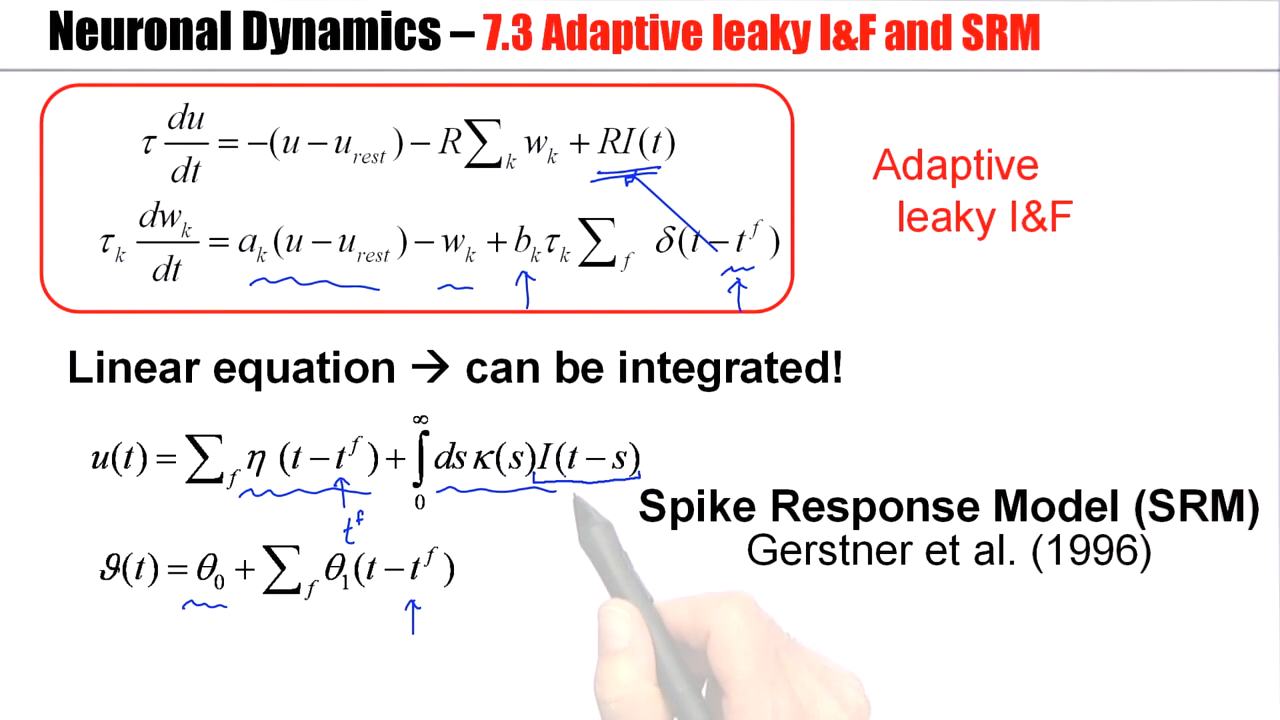 Neuronal Dynamics – 7.3 Adaptive leaky I&F and SRM
τ du/dt = −(u − u_rest) − R∑_k w_k + RI(t)
Adaptive
leaky I&F
τ_k dw_k/dt = a_k(u − u_rest) − w_k + b_k τ_k ∑_f δ(t − t^f)
Linear equation → can be integrated!
u(t) = ∑_f η (t − t^f) + ∫_0^∞ ds κ(s)I(t − s)
t^f
Spike Response Model (SRM)
Gerstner et al. (1996)
ϑ(t) = θ_0 + ∑_f θ_1(t − t^f)